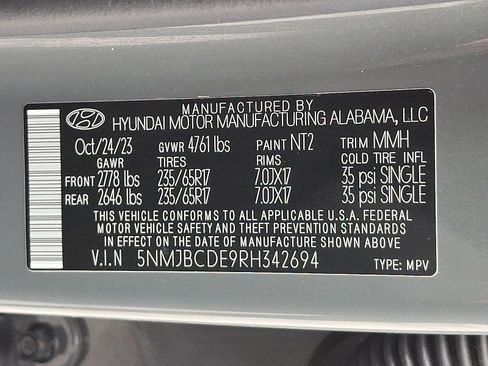 MANUFACTURED BY
HYUNDAI MOTOR MANUFACTURING ALABAMA, LLC
Oct/24/23 GVWR 4761 lbs PAINT NT2 TRIM MMH
GAWR TIRES RIMS COLD TIRE INFL
FRONT 2778 lbs 235/65R17 7.0JX17 35 psi SINGLE
REAR 2646 lbs 235/65R17 7.0JX17 35 psi SINGLE
THIS VEHICLE CONFORMS TO ALL APPLICABLE U.S.A. FEDERAL
MOTOR VEHICLE SAFETY AND THEFT PREVENTION STANDARDS
IN EFFECT ON THE DATE OF MANUFACTURE SHOWN ABOVE.
V.I.N 5NMJBCDE9RH342694 TYPE: MPV